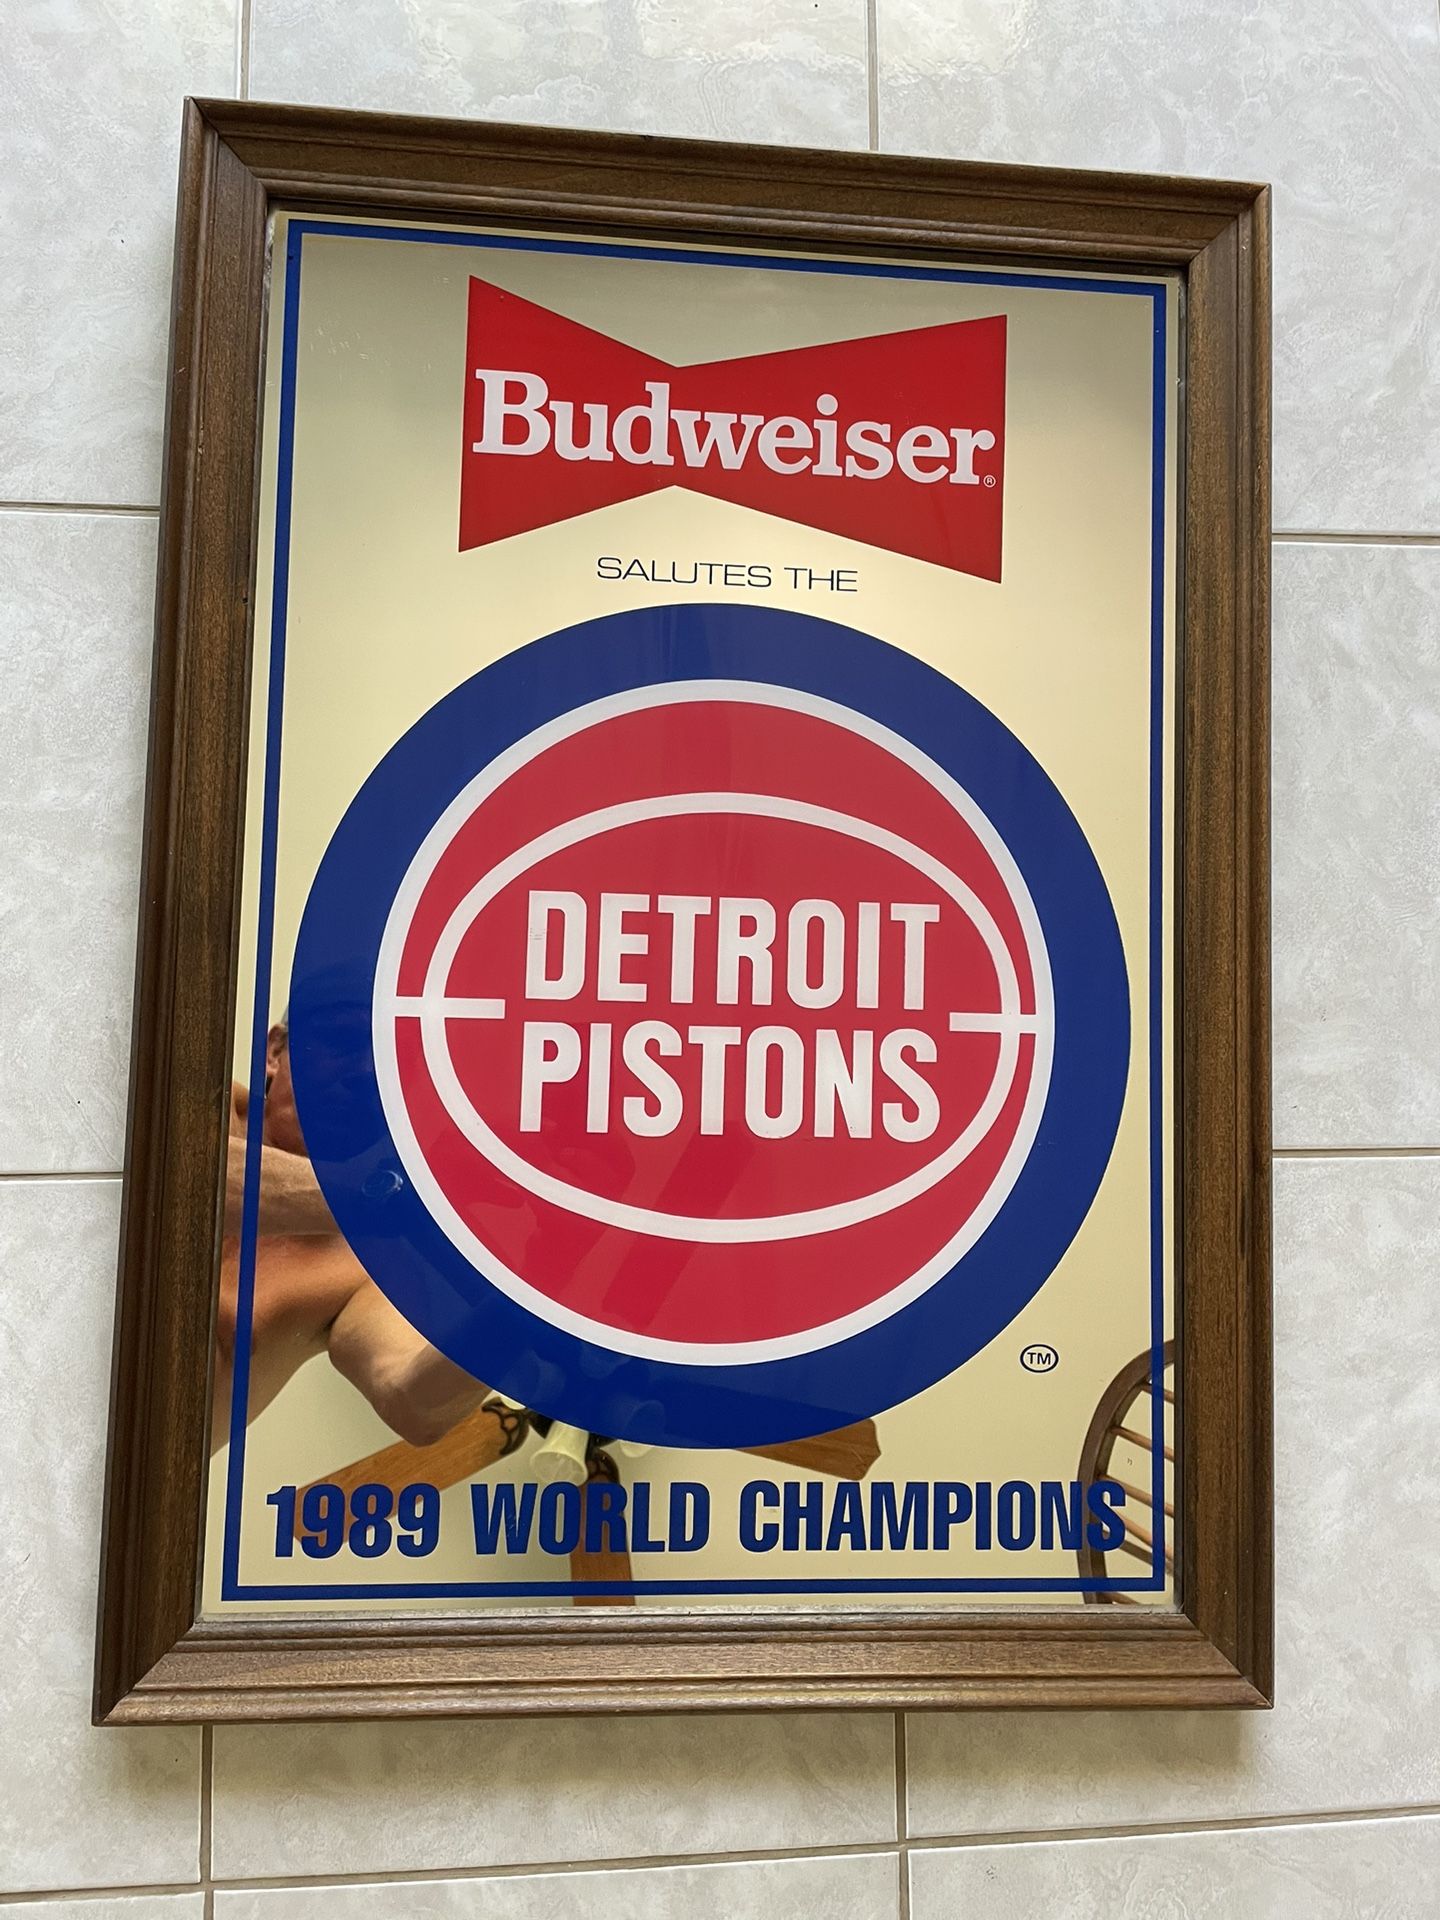 Budweiser®
SALUTES THE
DETROIT
PISTONS
TM
1989 WORLD CHAMPIONS